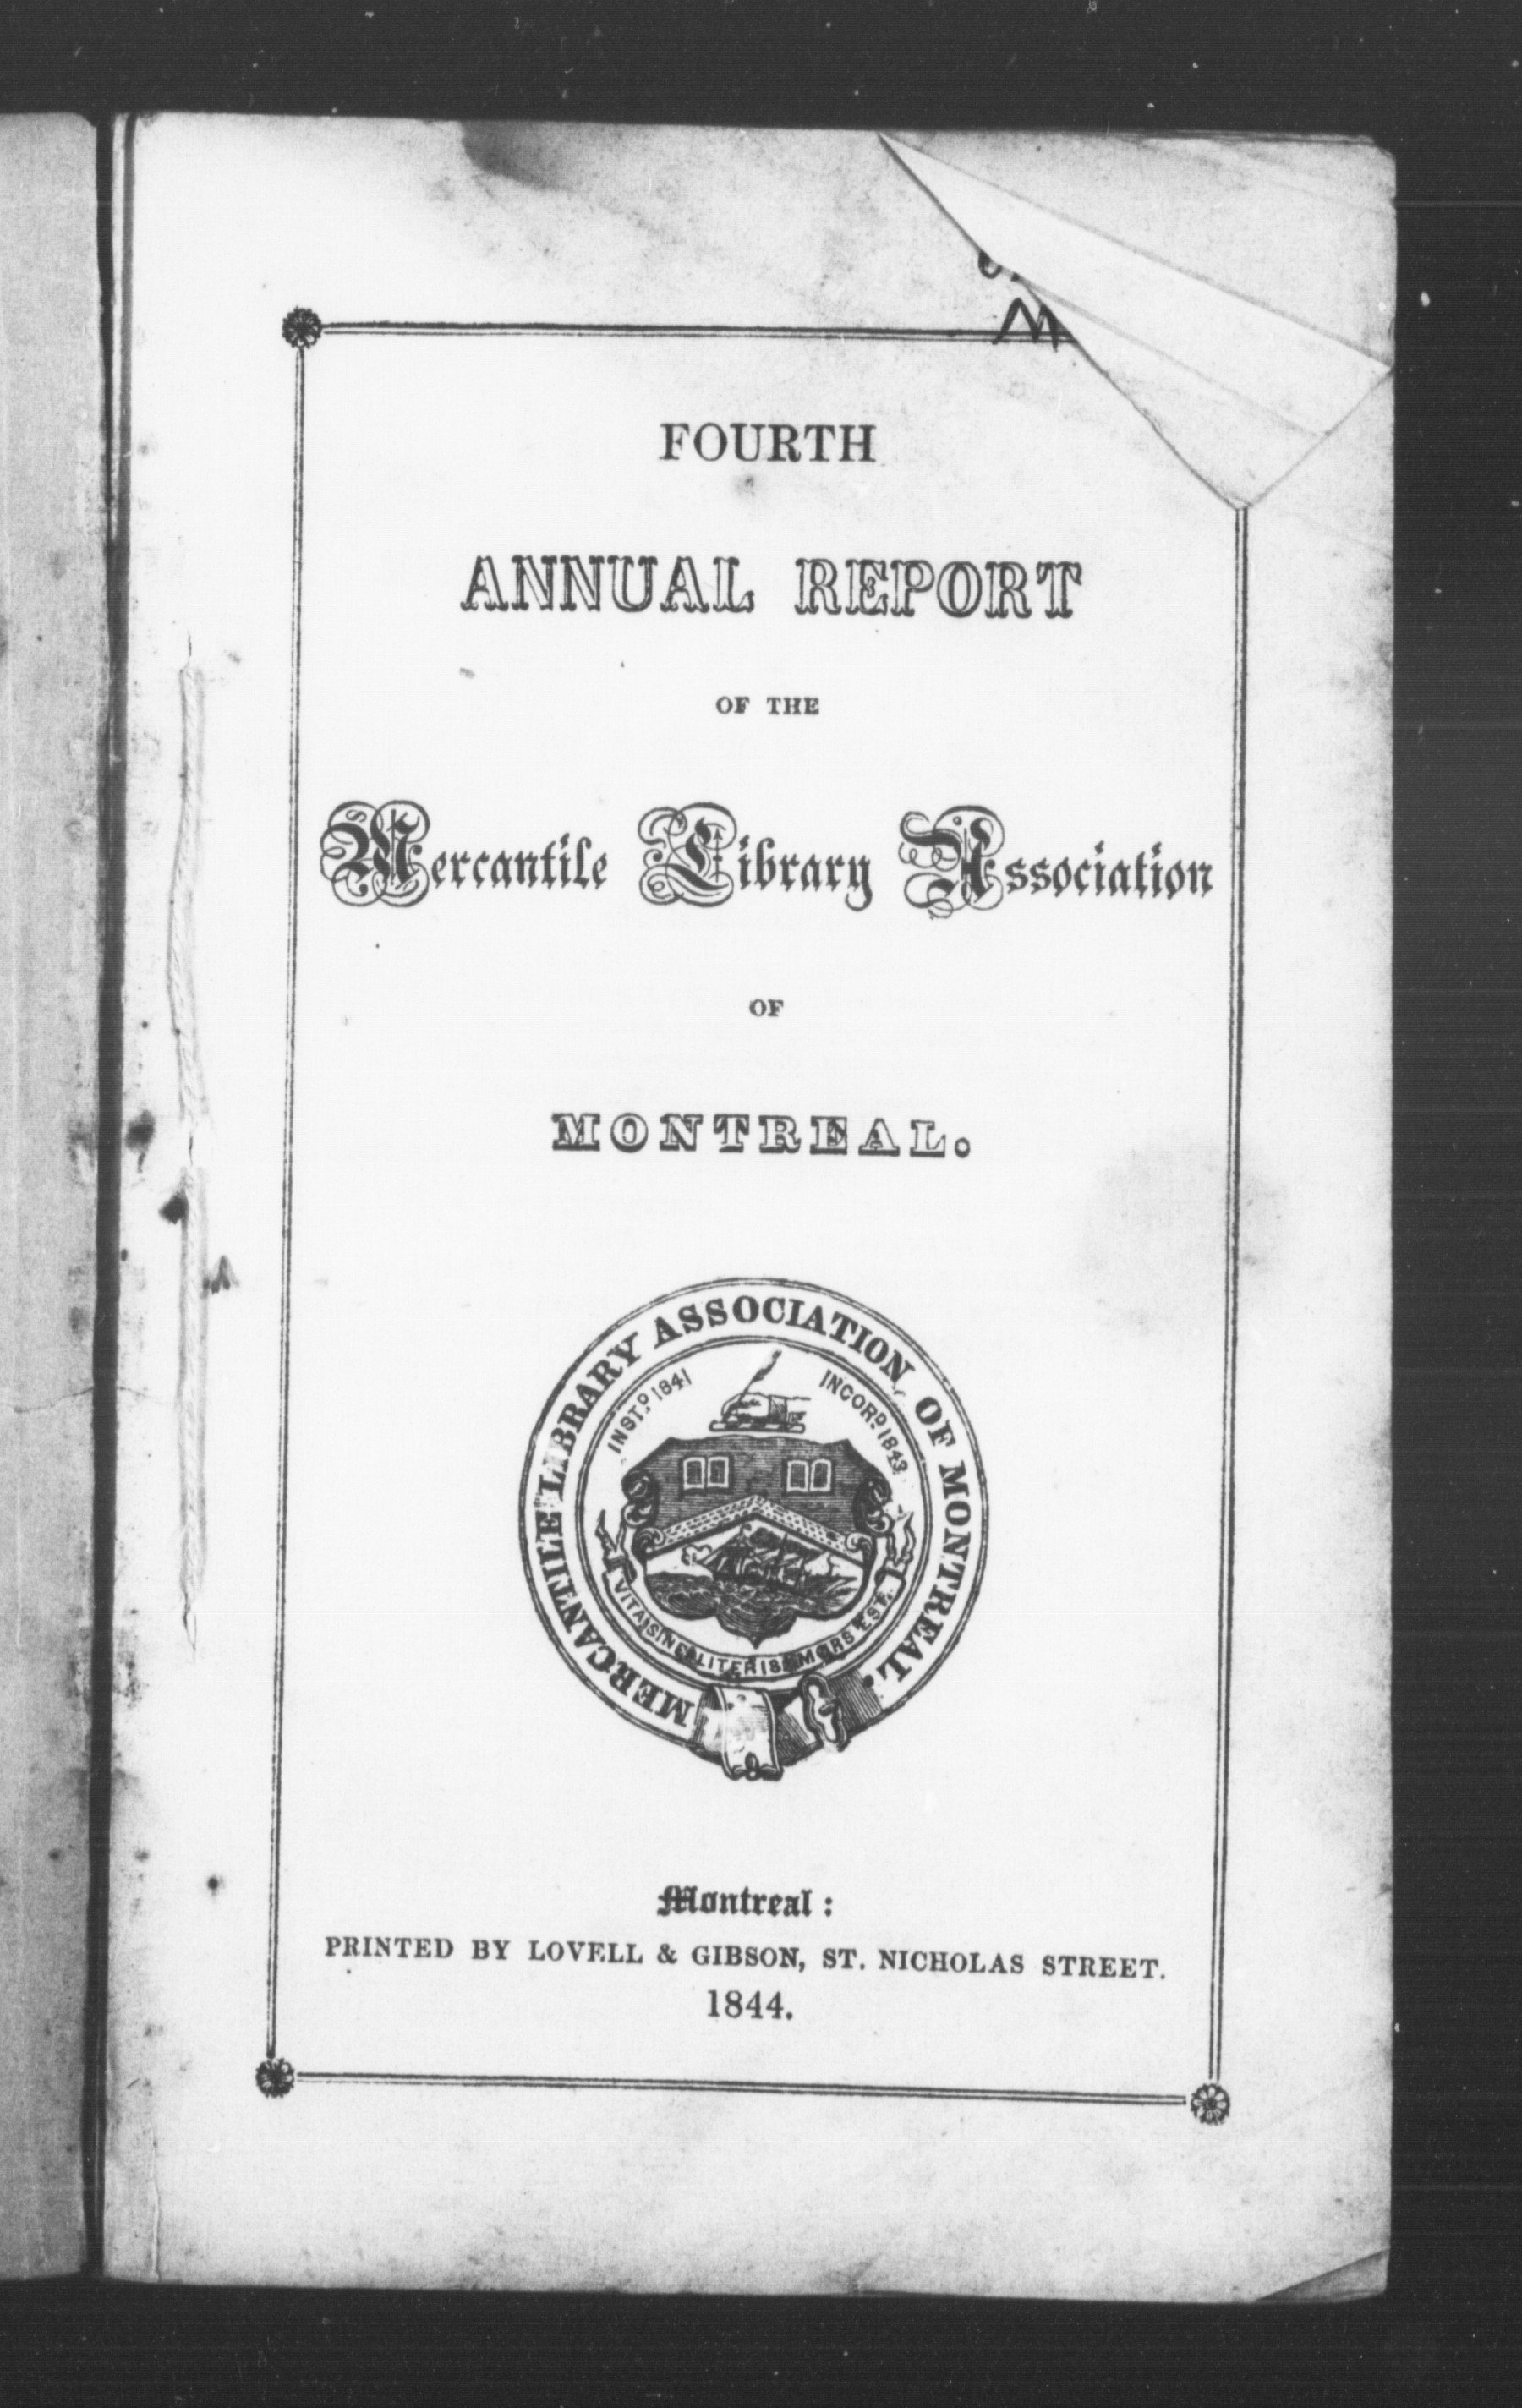 M
FOURTH
ANNUAL REPORT
OF THE
Mercantile Library Association
OF
MONTREAL.
MERCANTILE LIBRARY ASSOCIATION OF MONTREAL.
INST.D 1841
INCORD. 1843
VITA SINE LITERIS MORS EST.
Montreal:
PRINTED BY LOVELL & GIBSON, ST. NICHOLAS STREET.
1844.